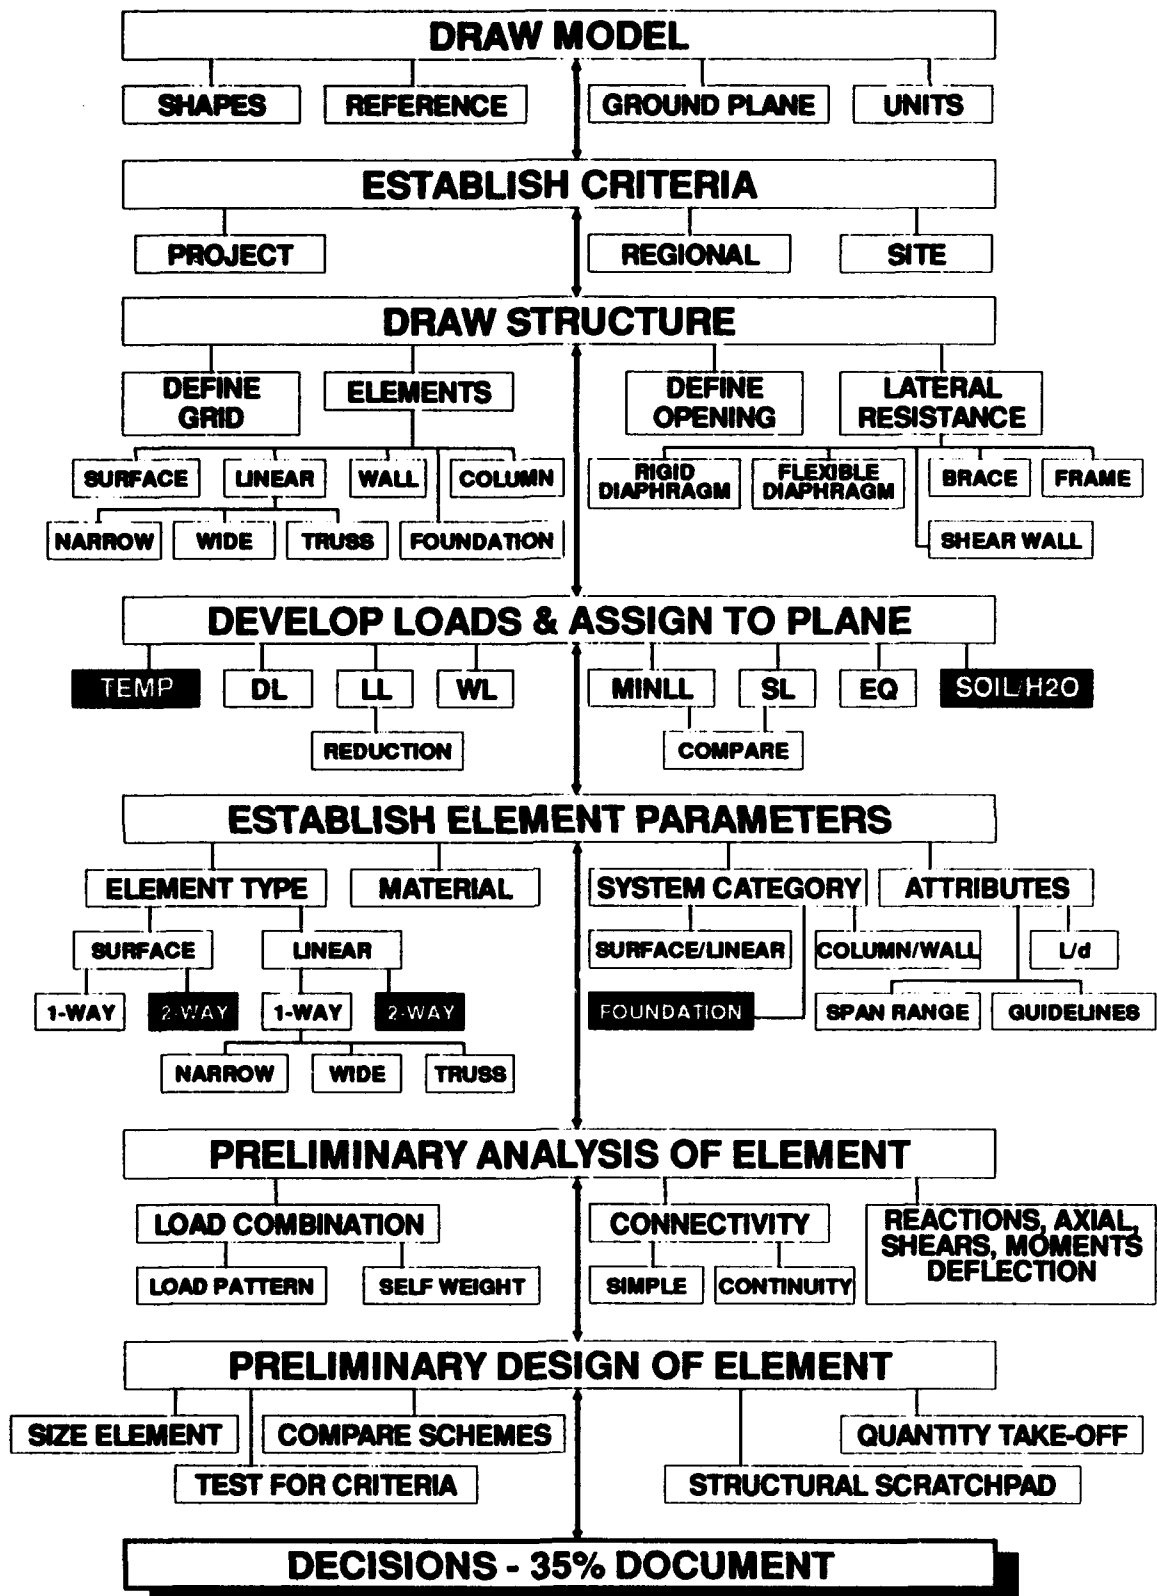 DRAW MODEL
SHAPES
REFERENCE
GROUND PLANE
UNITS
ESTABLISH CRITERIA
PROJECT
REGIONAL
SITE
DRAW STRUCTURE
DEFINE
GRID
ELEMENTS
DEFINE
OPENING
LATERAL
RESISTANCE
SURFACE
LINEAR
WALL
COLUMN
RIGID
DIAPHRAGM
FLEXIBLE
DIAPHRAGM
BRACE
FRAME
NARROW
WIDE
TRUSS
FOUNDATION
SHEAR WALL
DEVELOP LOADS & ASSIGN TO PLANE
TEMP
DL
LL
WL
MINLL
SL
EQ
SOIL/H2O
REDUCTION
COMPARE
ESTABLISH ELEMENT PARAMETERS
ELEMENT TYPE
MATERIAL
SYSTEM CATEGORY
ATTRIBUTES
SURFACE
LINEAR
SURFACE/LINEAR
COLUMN/WALL
L/d
1-WAY
2-WAY
1-WAY
2-WAY
FOUNDATION
SPAN RANGE
GUIDELINES
NARROW
WIDE
TRUSS
PRELIMINARY ANALYSIS OF ELEMENT
LOAD COMBINATION
CONNECTIVITY
REACTIONS, AXIAL,
SHEARS, MOMENTS
DEFLECTION
LOAD PATTERN
SELF WEIGHT
SIMPLE
CONTINUITY
PRELIMINARY DESIGN OF ELEMENT
SIZE ELEMENT
COMPARE SCHEMES
QUANTITY TAKE-OFF
TEST FOR CRITERIA
STRUCTURAL SCRATCHPAD
DECISIONS - 35% DOCUMENT